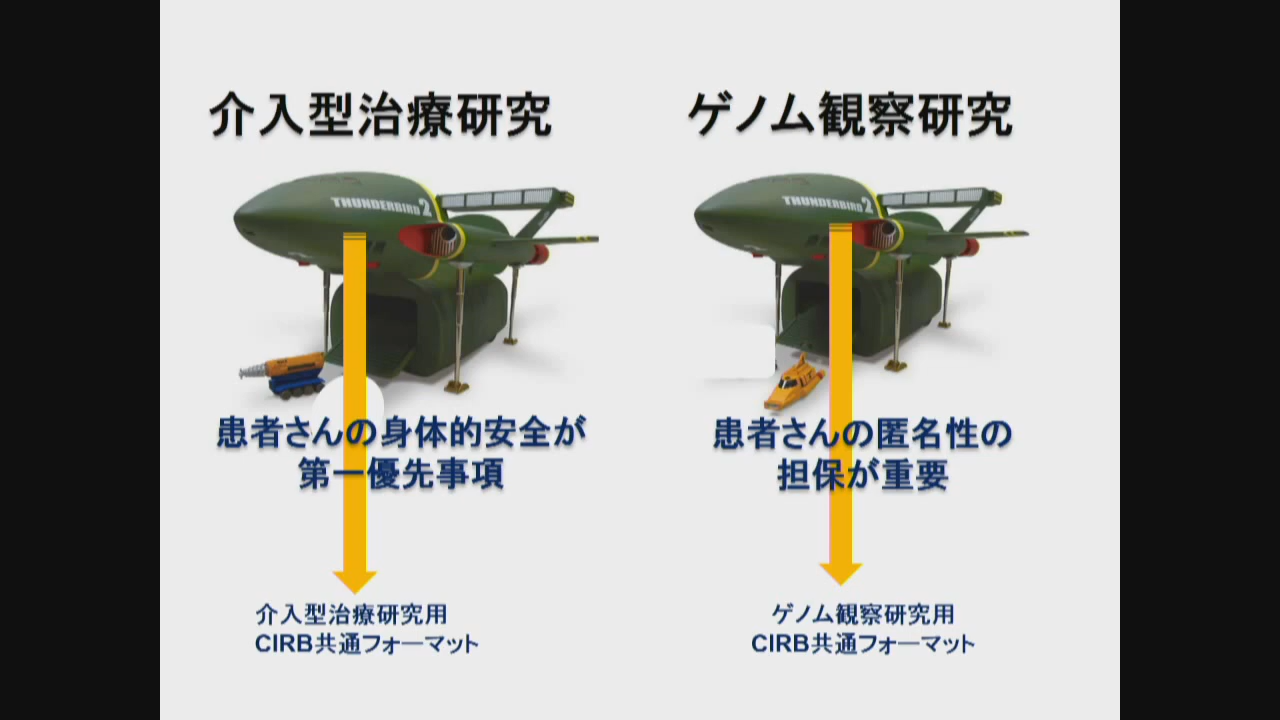 介入型治療研究
THUNDERBIRD 2
患者さんの身体的安全が
第一優先事項
介入型治療研究用
CIRB共通フォーマット
ゲノム観察研究
THUNDERBIRD 2
患者さんの匿名性の
担保が重要
ゲノム観察研究用
CIRB共通フォーマット